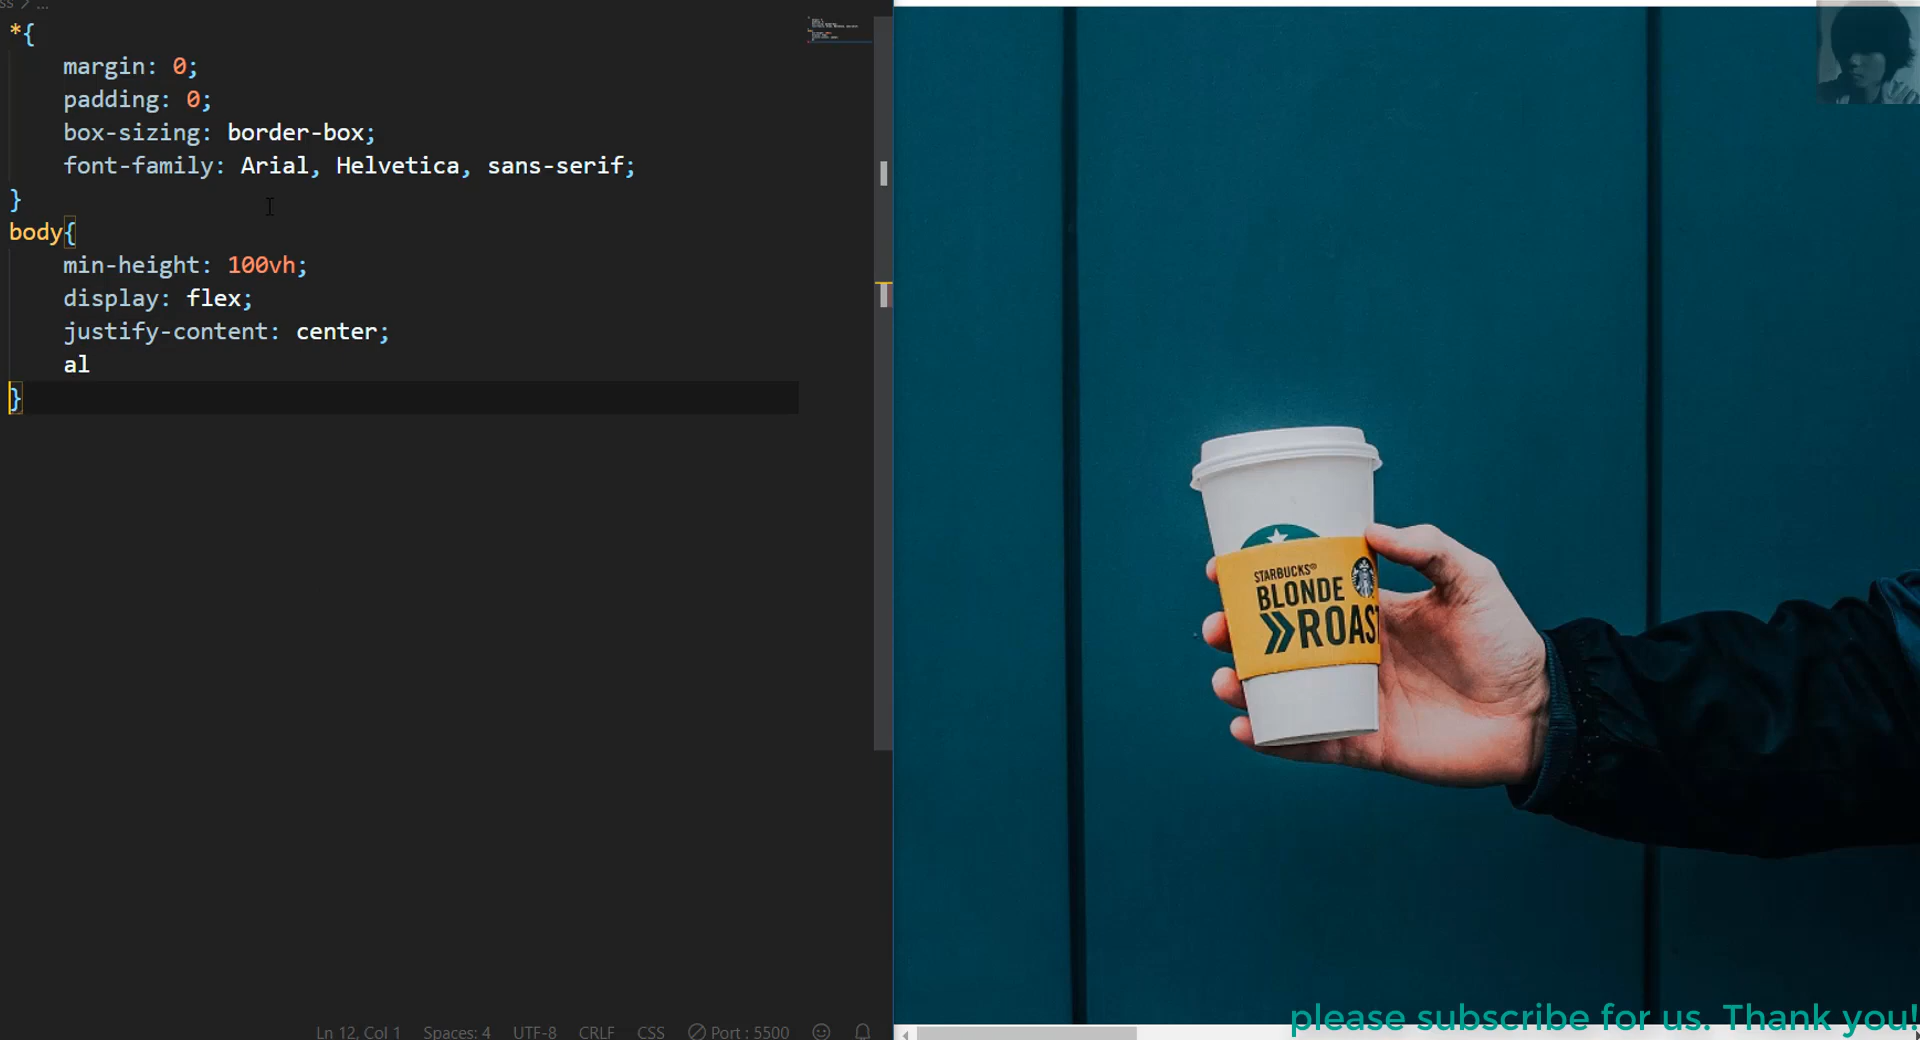 *{
margin: 0;
padding: 0;
box-sizing: border-box;
font-family: Arial, Helvetica, sans-serif;
}
body{
min-height: 100vh;
display: flex;
justify-content: center;
al
}
STARBUCKS®
BLONDE
ROAST
Ln 12, Col 1 Spaces: 4 UTF-8 CRLF CSS Port : 5500
please subscribe for us. Thank you!